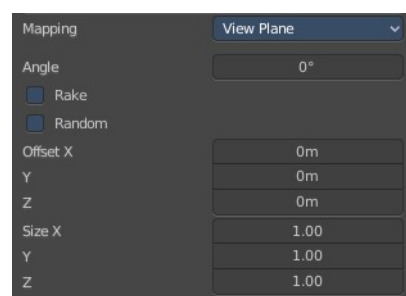 Mapping View Plane
Angle 0°
Rake
Random
Offset X 0m
Y 0m
Z 0m
Size X 1.00
Y 1.00
Z 1.00